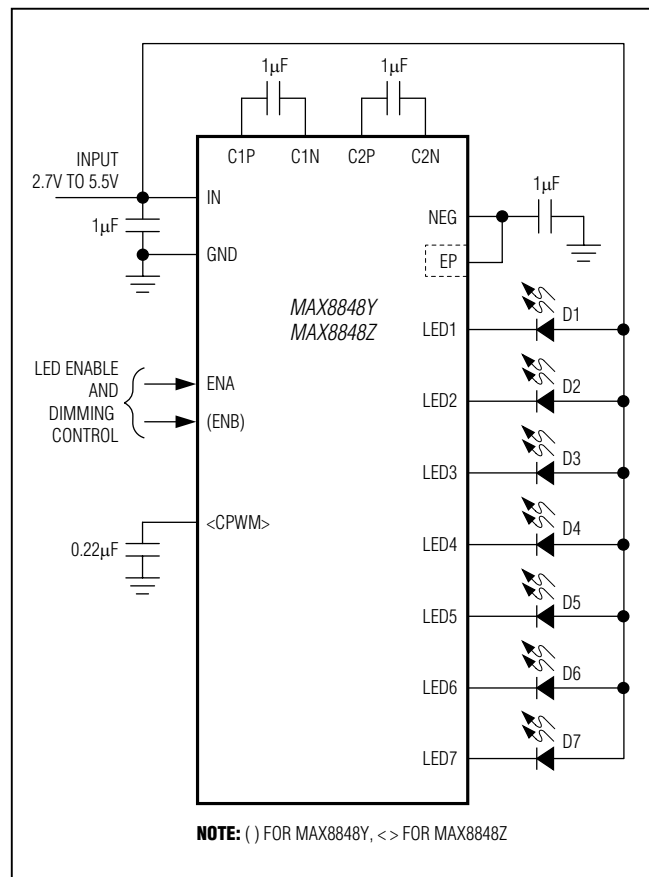 1μF
1μF
C1P
C1N
C2P
C2N
INPUT
2.7V TO 5.5V
IN
1μF
GND
NEG
1μF
EP
MAX8848Y
MAX8848Z
LED1
D1
LED ENABLE
AND
DIMMING
CONTROL
ENA
(ENB)
LED2
D2
LED3
D3
<CPWM>
0.22μF
LED4
D4
LED5
D5
LED6
D6
LED7
D7
NOTE: ( ) FOR MAX8848Y, < > FOR MAX8848Z